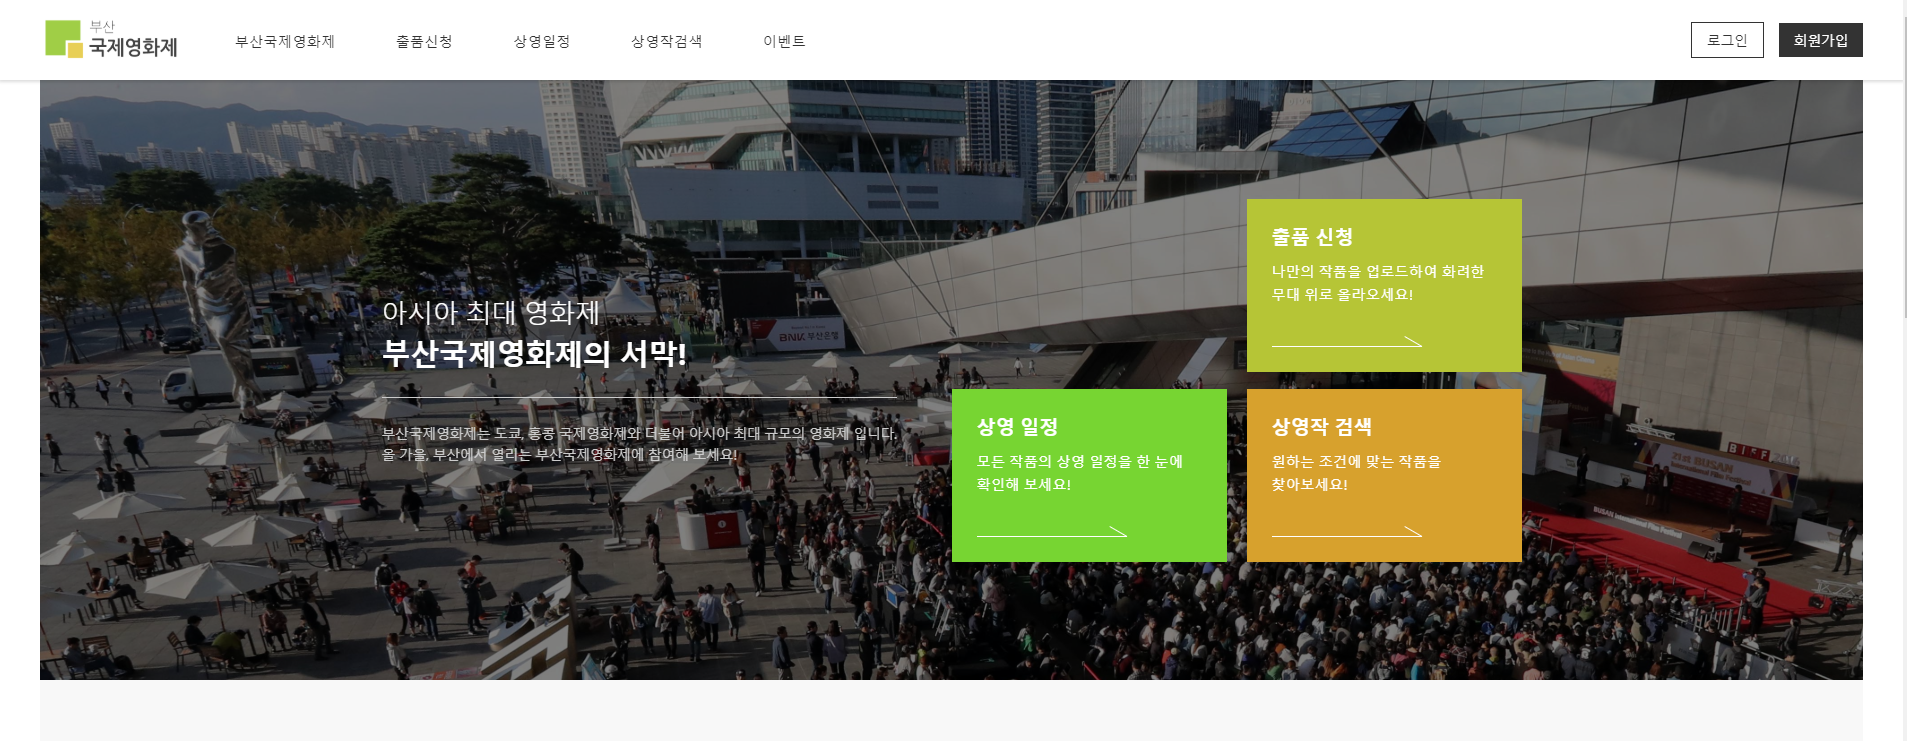 부산
국제영화제
부산국제영화제
출품신청
상영일정
상영작검색
이벤트
로그인
회원가입
아시아 최대 영화제
부산국제영화제의 서막!
부산국제영화제는 도쿄, 홍콩 국제영화제와 더불어 아시아 최대 규모의 영화제 입니다.
올 가을, 부산에서 열리는 부산국제영화제에 참여해 보세요!
출품 신청
나만의 작품을 업로드하여 화려한
무대 위로 올라오세요!
상영 일정
모든 작품의 상영 일정을 한 눈에
확인해 보세요!
상영작 검색
원하는 조건에 맞는 작품을
찾아보세요!
BNK 부산은행
BIFF
21st BUSAN
International Film Festival
BUSAN International Film Festival